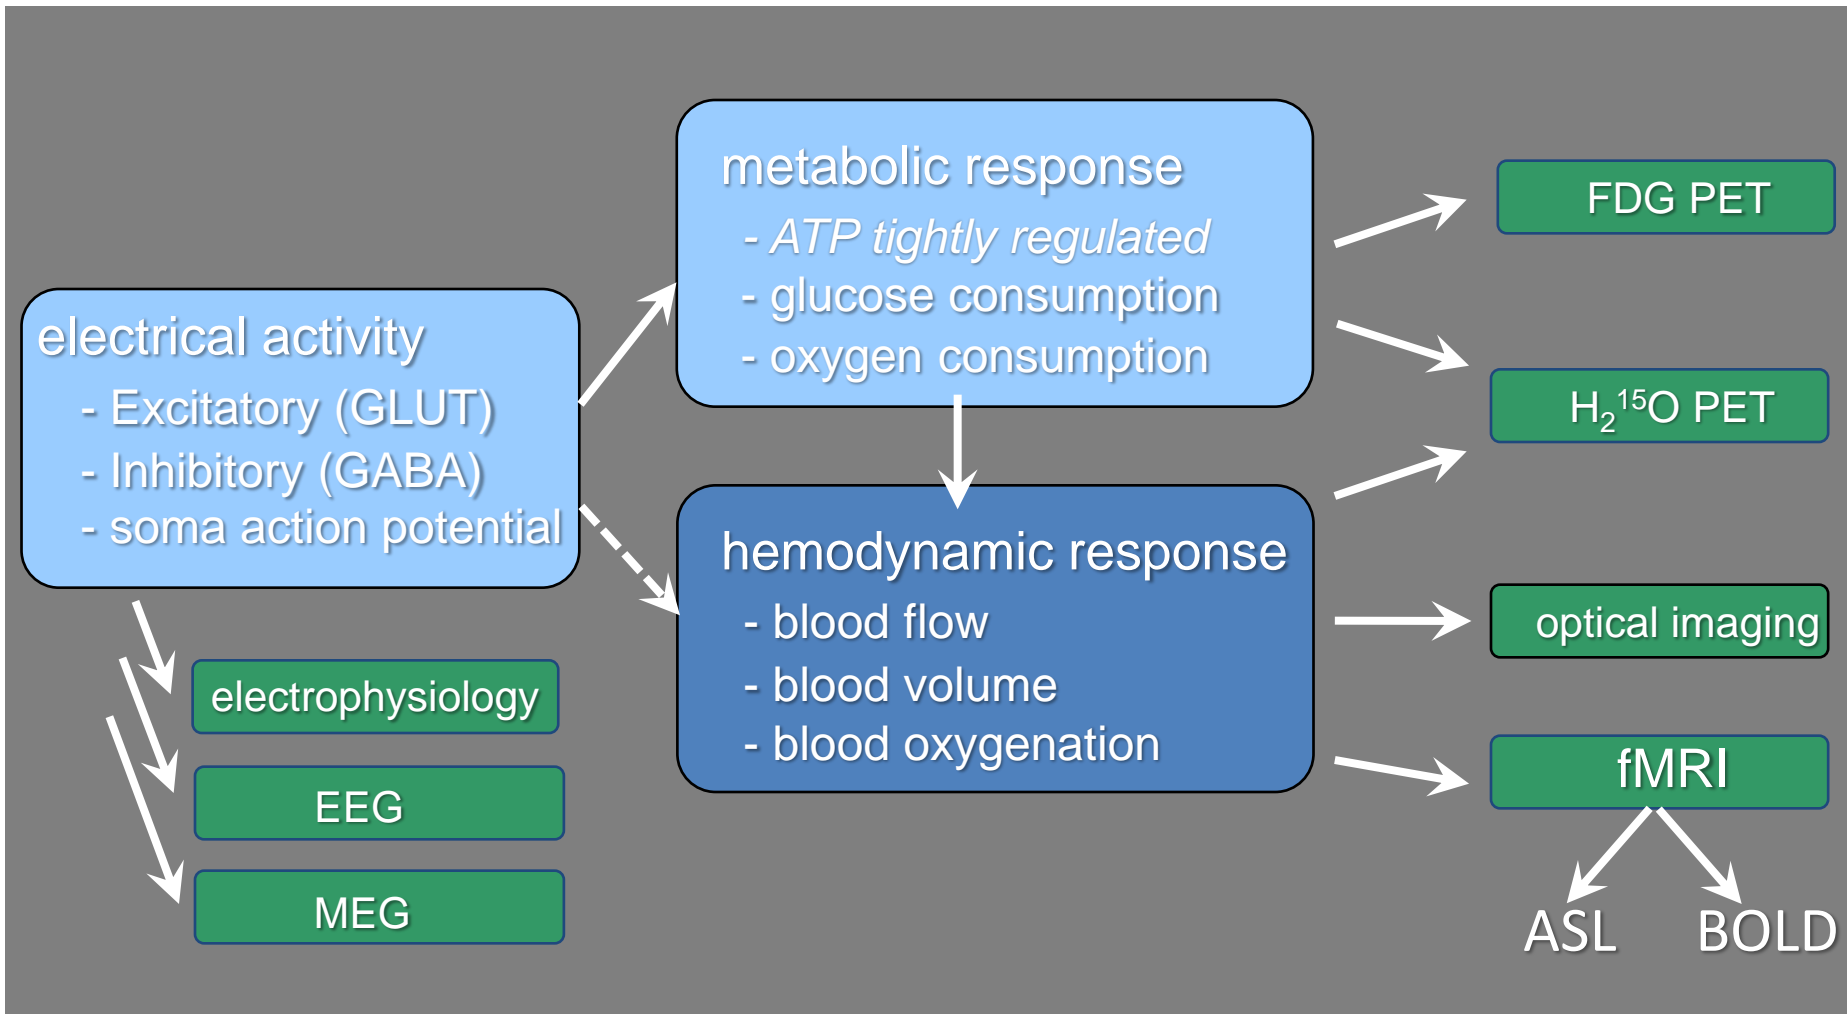 electrical activity
- Excitatory (GLUT)
- Inhibitory (GABA)
- soma action potential
electrophysiology
EEG
MEG
metabolic response
- ATP tightly regulated
- glucose consumption
- oxygen consumption
hemodynamic response
- blood flow
- blood volume
- blood oxygenation
FDG PET
H₂¹⁵O PET
optical imaging
fMRI
ASL BOLD